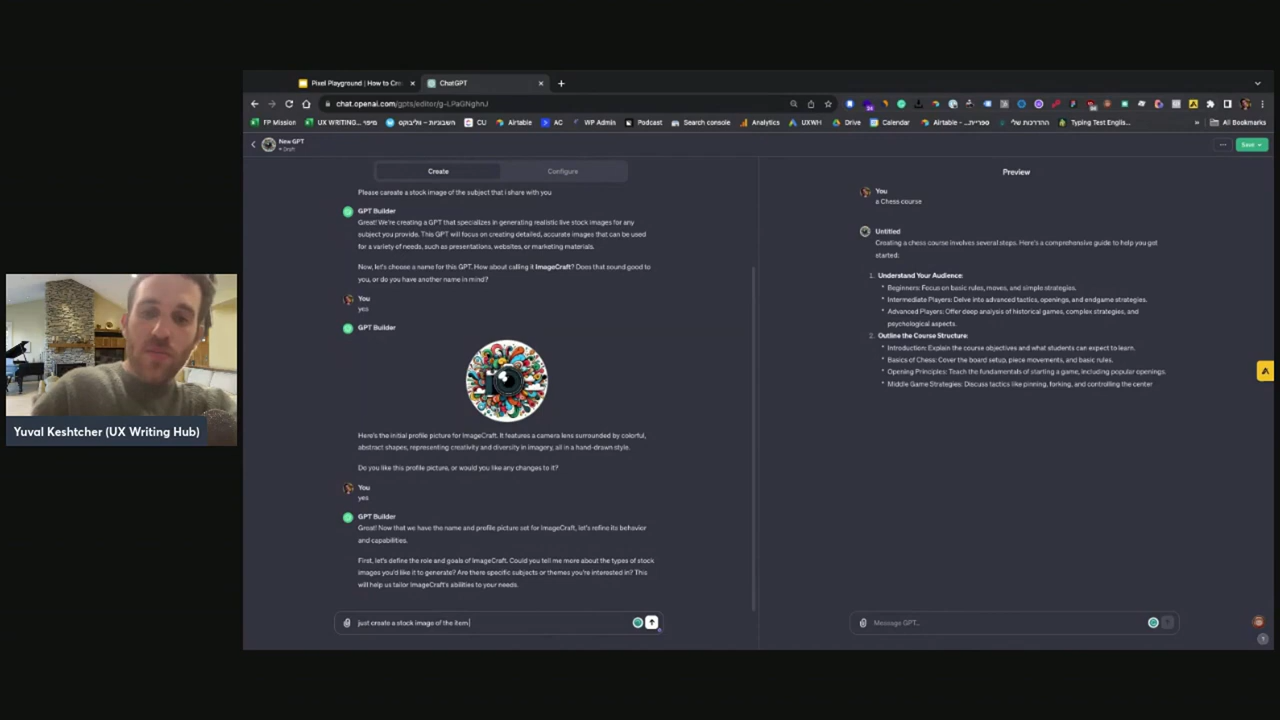 Pixel Playground | How to Cre
ChatGPT
chat.openai.com/gpts/editor/g-LPaGNghnJ
FP Mission
UX WRITING
CU
Airtable
AC
WP Admin
Podcast
Search console
Analytics
UXWH
Drive
Calendar
Airtable -
Typing Test Englis...
All Bookmarks
New GPT
Draft
Save
Create
Configure
Preview
Please careate a stock image of the subject that i share with you
GPT Builder
Great! We're creating a GPT that specializes in generating realistic live stock images for any
subject you provide. This GPT will focus on creating detailed, accurate images that can be used
for a variety of needs, such as presentations, websites, or marketing materials.
Now, let's choose a name for this GPT. How about calling it ImageCraft? Does that sound good to
you, or do you have another name in mind?
You
yes
GPT Builder
Here's the initial profile picture for ImageCraft. It features a camera lens surrounded by colorful,
abstract shapes, representing creativity and diversity in imagery, all in a hand-drawn style.
Do you like this profile picture, or would you like any changes to it?
You
yes
GPT Builder
Great! Now that we have the name and profile picture set for ImageCraft, let's refine its behavior
and capabilities.
First, let's define the role and goals of ImageCraft. Could you tell me more about the types of stock
images you'd like it to generate? Are there specific subjects or themes you're interested in? This
will help us tailor ImageCraft's abilities to your needs.
just create a stock image of the item
You
a Chess course
Untitled
Creating a chess course involves several steps. Here's a comprehensive guide to help you get
started:
1. Understand Your Audience:
Beginners: Focus on basic rules, moves, and simple strategies.
Intermediate Players: Delve into advanced tactics, openings, and endgame strategies.
Advanced Players: Offer deep analysis of historical games, complex strategies, and
psychological aspects.
2. Outline the Course Structure:
Introduction: Explain the course objectives and what students can expect to learn.
Basics of Chess: Cover the board setup, piece movements, and basic rules.
Opening Principles: Teach the fundamentals of starting a game, including popular openings.
Middle Game Strategies: Discuss tactics like pinning, forking, and controlling the center
Message GPT...
Yuval Keshtcher (UX Writing Hub)